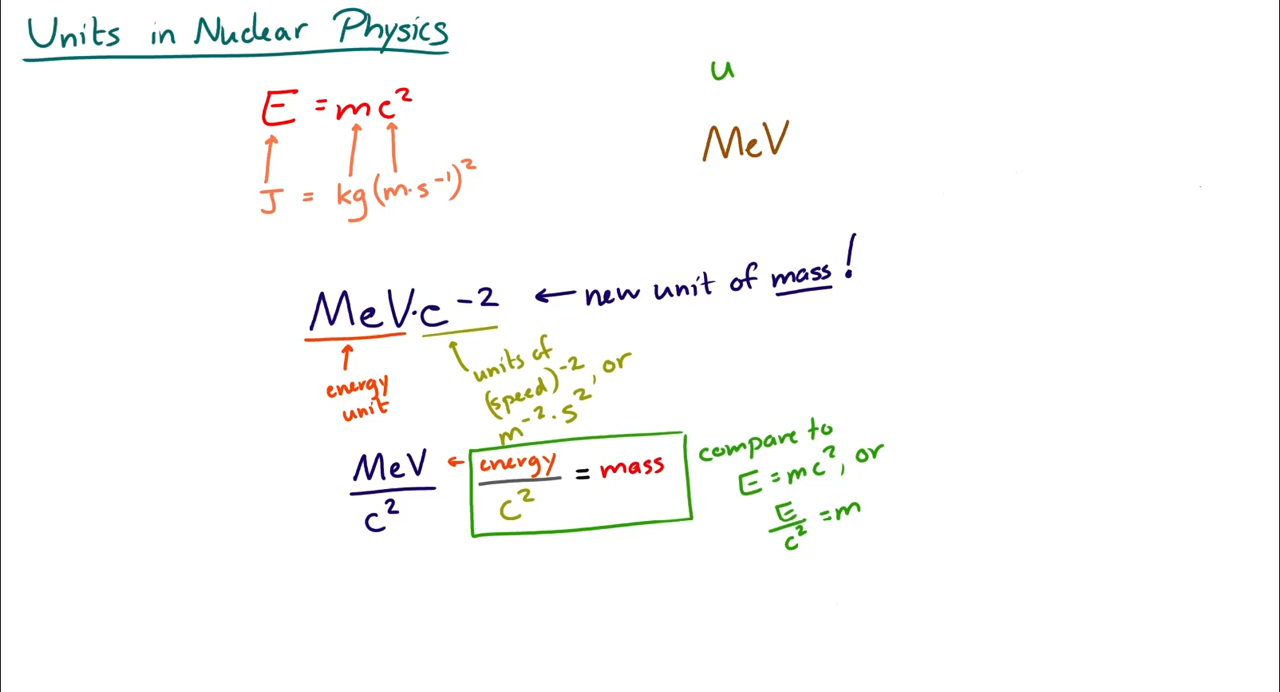 Units in Nuclear Physics
u
E = mc²
MeV
J = kg(m·s⁻¹)²
MeV·c⁻² ← new unit of mass!
energy
unit
units of
(speed)⁻², or
m⁻²·s²
MeV/c² ← energy/c² = mass
compare to
E = mc², or
E/c² = m